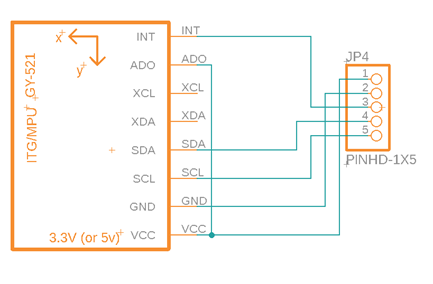 x
y
ITG/MPU GY-521
3.3V (or 5v)
INT
ADO
XCL
XDA
SDA
SCL
GND
VCC
INT
ADO
XCL
XDA
SDA
SCL
GND
VCC
JP4
1
2
3
4
5
PINHD-1X5